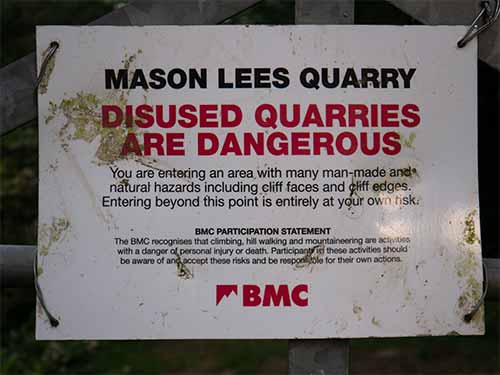 MASON LEES QUARRY
DISUSED QUARRIES
ARE DANGEROUS
You are entering an area with many man-made and
natural hazards including cliff faces and cliff edges.
Entering beyond this point is entirely at your own risk.
BMC PARTICIPATION STATEMENT
The BMC recognises that climbing, hill walking and mountaineering are activities
with a danger of personal injury or death. Participants in these activities should
be aware of and accept these risks and be responsible for their own actions.
BMC